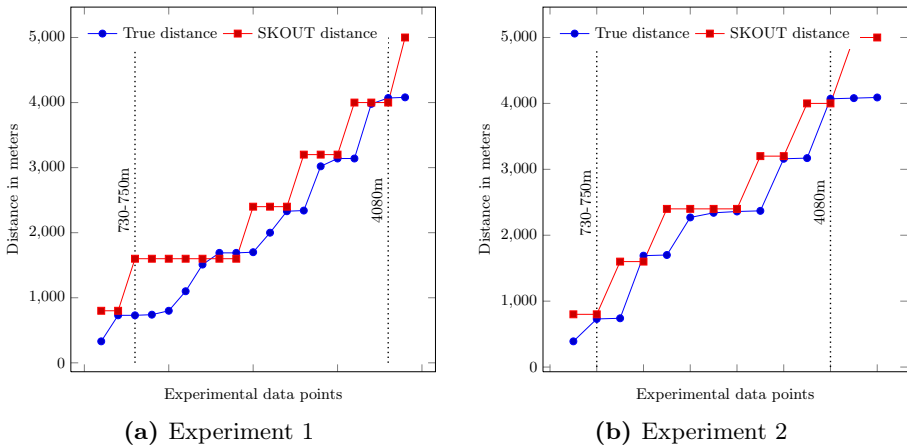 True distance SKOUT distance
5,000
4,000
3,000
2,000
1,000
0
Distance in meters
730-750m
4080m
Experimental data points
(a) Experiment 1
True distance SKOUT distance
5,000
4,000
3,000
2,000
1,000
0
Distance in meters
730-750m
4080m
Experimental data points
(b) Experiment 2